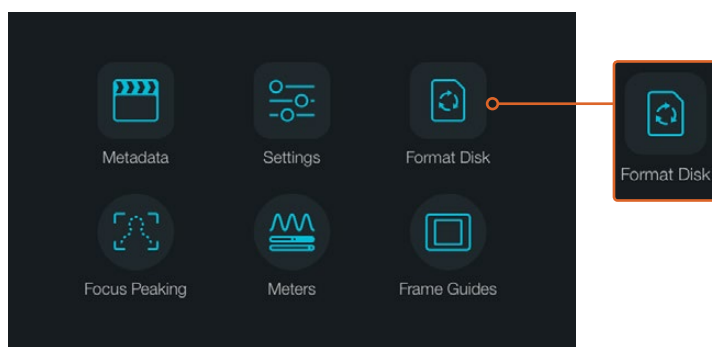 Metadata
Settings
Format Disk
Format Disk
Focus Peaking
Meters
Frame Guides